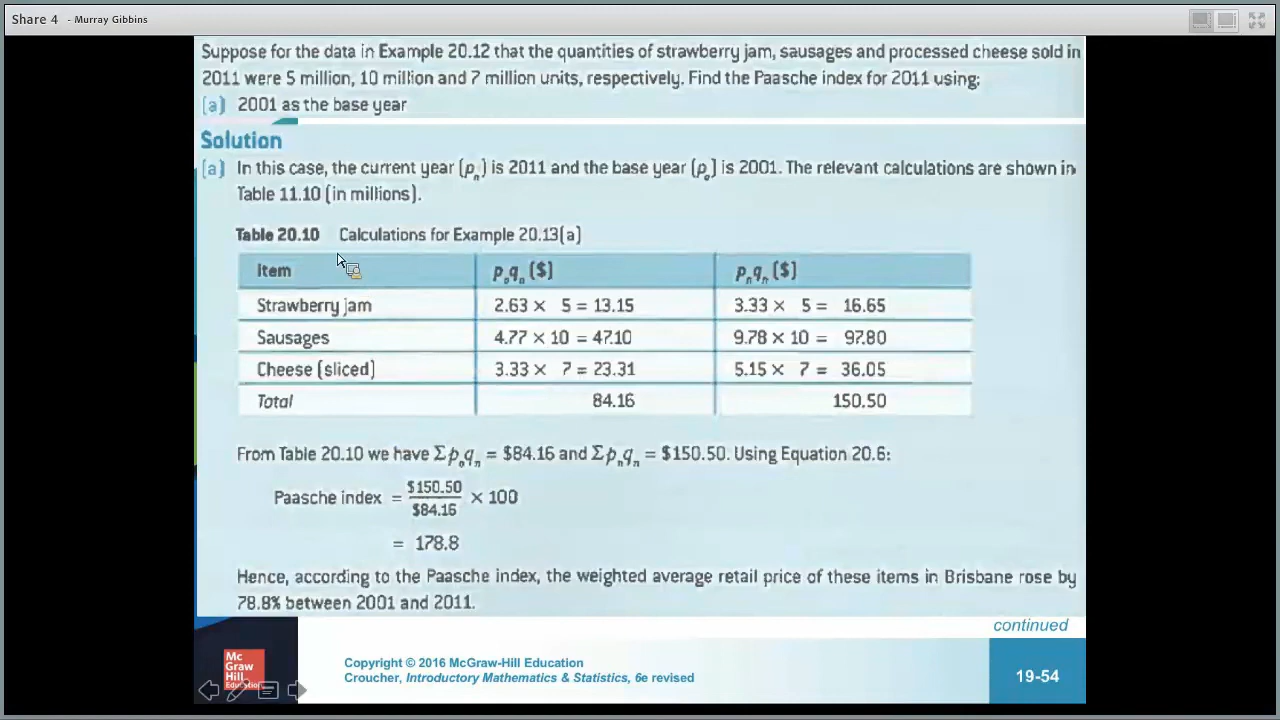 Share 4 - Murray Gibbins
Suppose for the data in Example 20.12 that the quantities of strawberry jam, sausages and processed cheese sold in
2011 were 5 million, 10 million and 7 million units, respectively. Find the Paasche index for 2011 using:
(a) 2001 as the base year
Solution
(a) In this case, the current year (pₙ) is 2011 and the base year (pₒ) is 2001. The relevant calculations are shown in
Table 11.10 (in millions).
Table 20.10 Calculations for Example 20.13(a)
Item pₒqₙ ($) pₙqₙ ($)
Strawberry jam 2.63 × 5 = 13.15 3.33 × 5 = 16.65
Sausages 4.77 × 10 = 47.10 9.78 × 10 = 97.80
Cheese (sliced) 3.33 × 7 = 23.31 5.15 × 7 = 36.05
Total 84.16 150.50
From Table 20.10 we have Σpₒqₙ = $84.16 and Σpₙqₙ = $150.50. Using Equation 20.6:
Paasche index = $150.50 / $84.16 × 100
= 178.8
Hence, according to the Paasche index, the weighted average retail price of these items in Brisbane rose by
78.8% between 2001 and 2011.
continued
Mc
Graw
Hill
Education
Copyright © 2016 McGraw-Hill Education
Croucher, Introductory Mathematics & Statistics, 6e revised
19-54